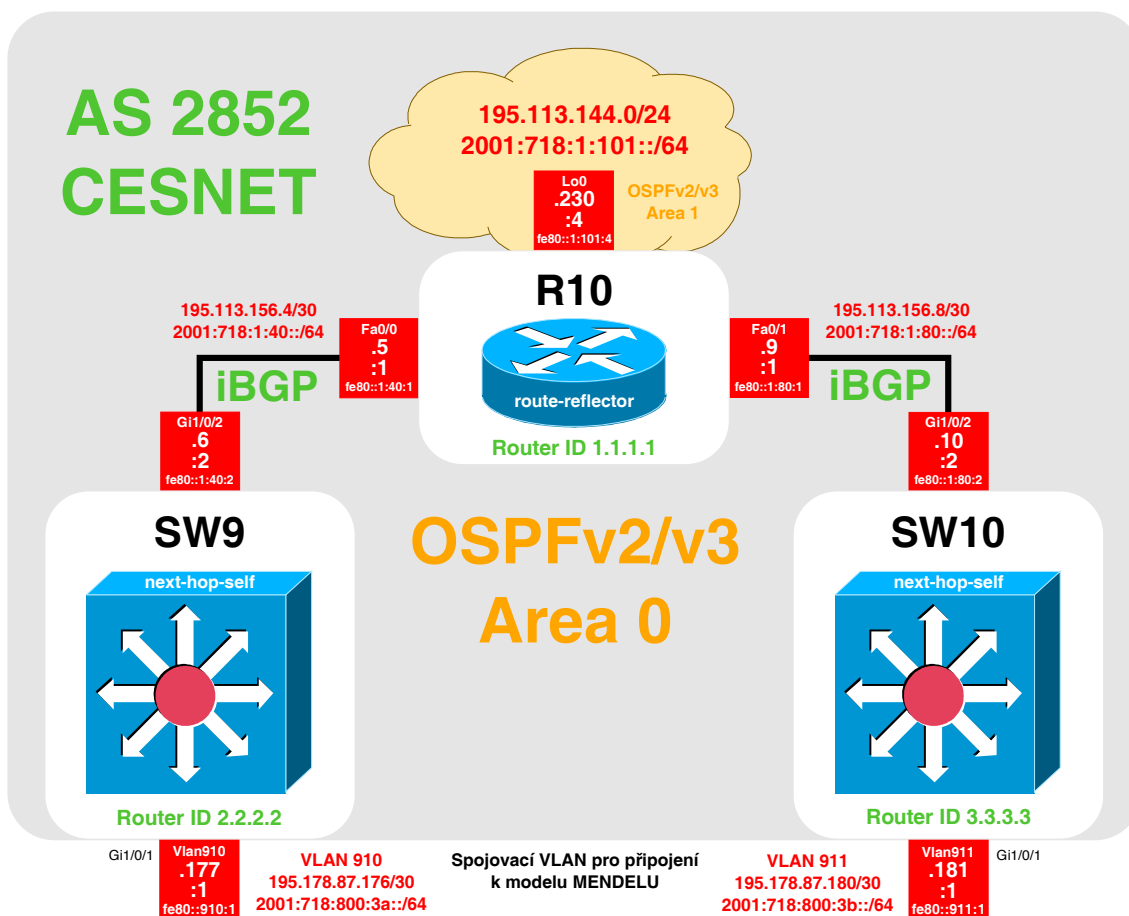 AS 2852
CESNET
195.113.144.0/24
2001:718:1:101::/64
Lo0
.230
:4
fe80::1:101:4
OSPFv2/v3
Area 1
R10
route-reflector
Router ID 1.1.1.1
195.113.156.4/30
2001:718:1:40::/64
Fa0/0
.5
:1
fe80::1:40:1
iBGP
195.113.156.8/30
2001:718:1:80::/64
Fa0/1
.9
:1
fe80::1:80:1
iBGP
Gi1/0/2
.6
:2
fe80::1:40:2
Gi1/0/2
.10
:2
fe80::1:80:2
SW9
next-hop-self
Router ID 2.2.2.2
OSPFv2/v3
Area 0
SW10
next-hop-self
Router ID 3.3.3.3
Gi1/0/1
Vlan910
.177
:1
fe80::910:1
VLAN 910
195.178.87.176/30
2001:718:800:3a::/64
Spojovací VLAN pro připojení
k modelu MENDELU
VLAN 911
195.178.87.180/30
2001:718:800:3b::/64
Vlan911
.181
:1
fe80::911:1
Gi1/0/1